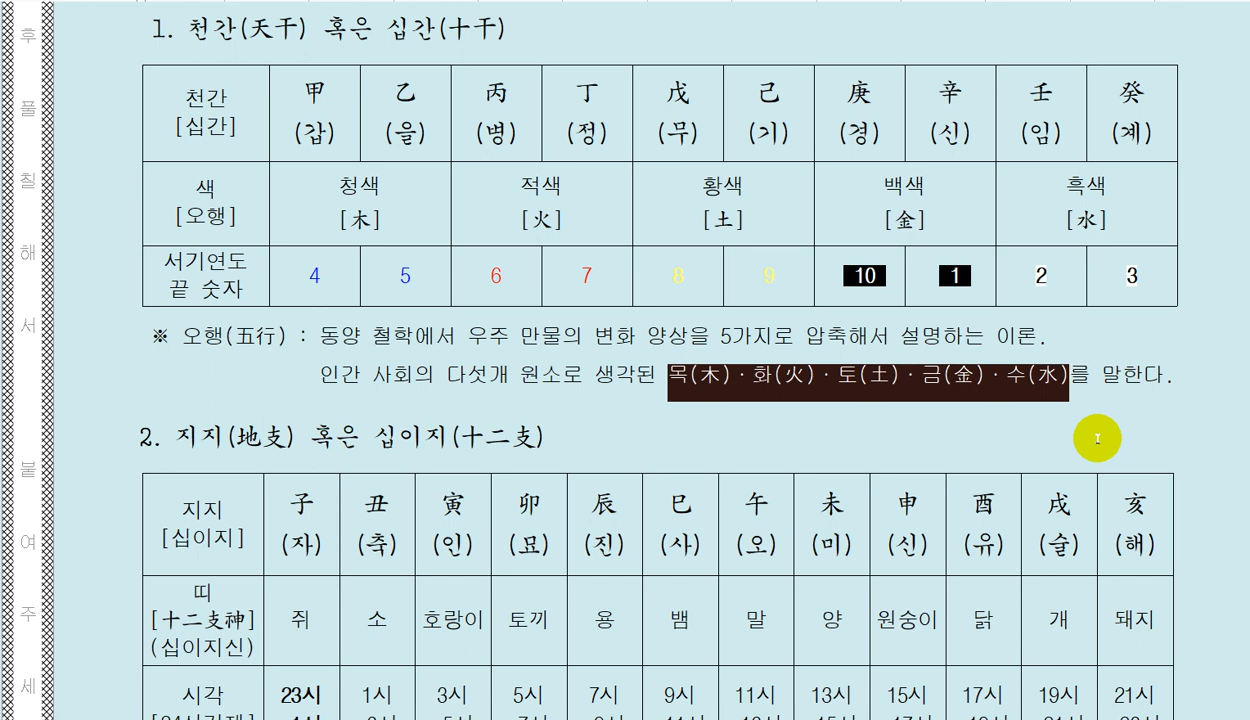 후
풀
칠
해
서
붙
여
주
세
1. 천간(天干) 혹은 십간(十干)
천간 甲 乙 丙 丁 戊 己 庚 辛 壬 癸
[십간] (갑) (을) (병) (정) (무) (기) (경) (신) (임) (계)
색 청색 적색 황색 백색 흑색
[오행] [木] [火] [土] [金] [水]
서기연도
끝 숫자 4 5 6 7 8 9 10 1 2 3
※ 오행(五行) : 동양 철학에서 우주 만물의 변화 양상을 5가지로 압축해서 설명하는 이론.
인간 사회의 다섯개 원소로 생각된 목(木)·화(火)·토(土)·금(金)·수(水)를 말한다.
2. 지지(地支) 혹은 십이지(十二支)
지지 子 丑 寅 卯 辰 巳 午 未 申 酉 戌 亥
[십이지] (자) (축) (인) (묘) (진) (사) (오) (미) (신) (유) (술) (해)
띠
[十二支神] 쥐 소 호랑이 토끼 용 뱀 말 양 원숭이 닭 개 돼지
(십이지신)
시각 23시 1시 3시 5시 7시 9시 11시 13시 15시 17시 19시 21시